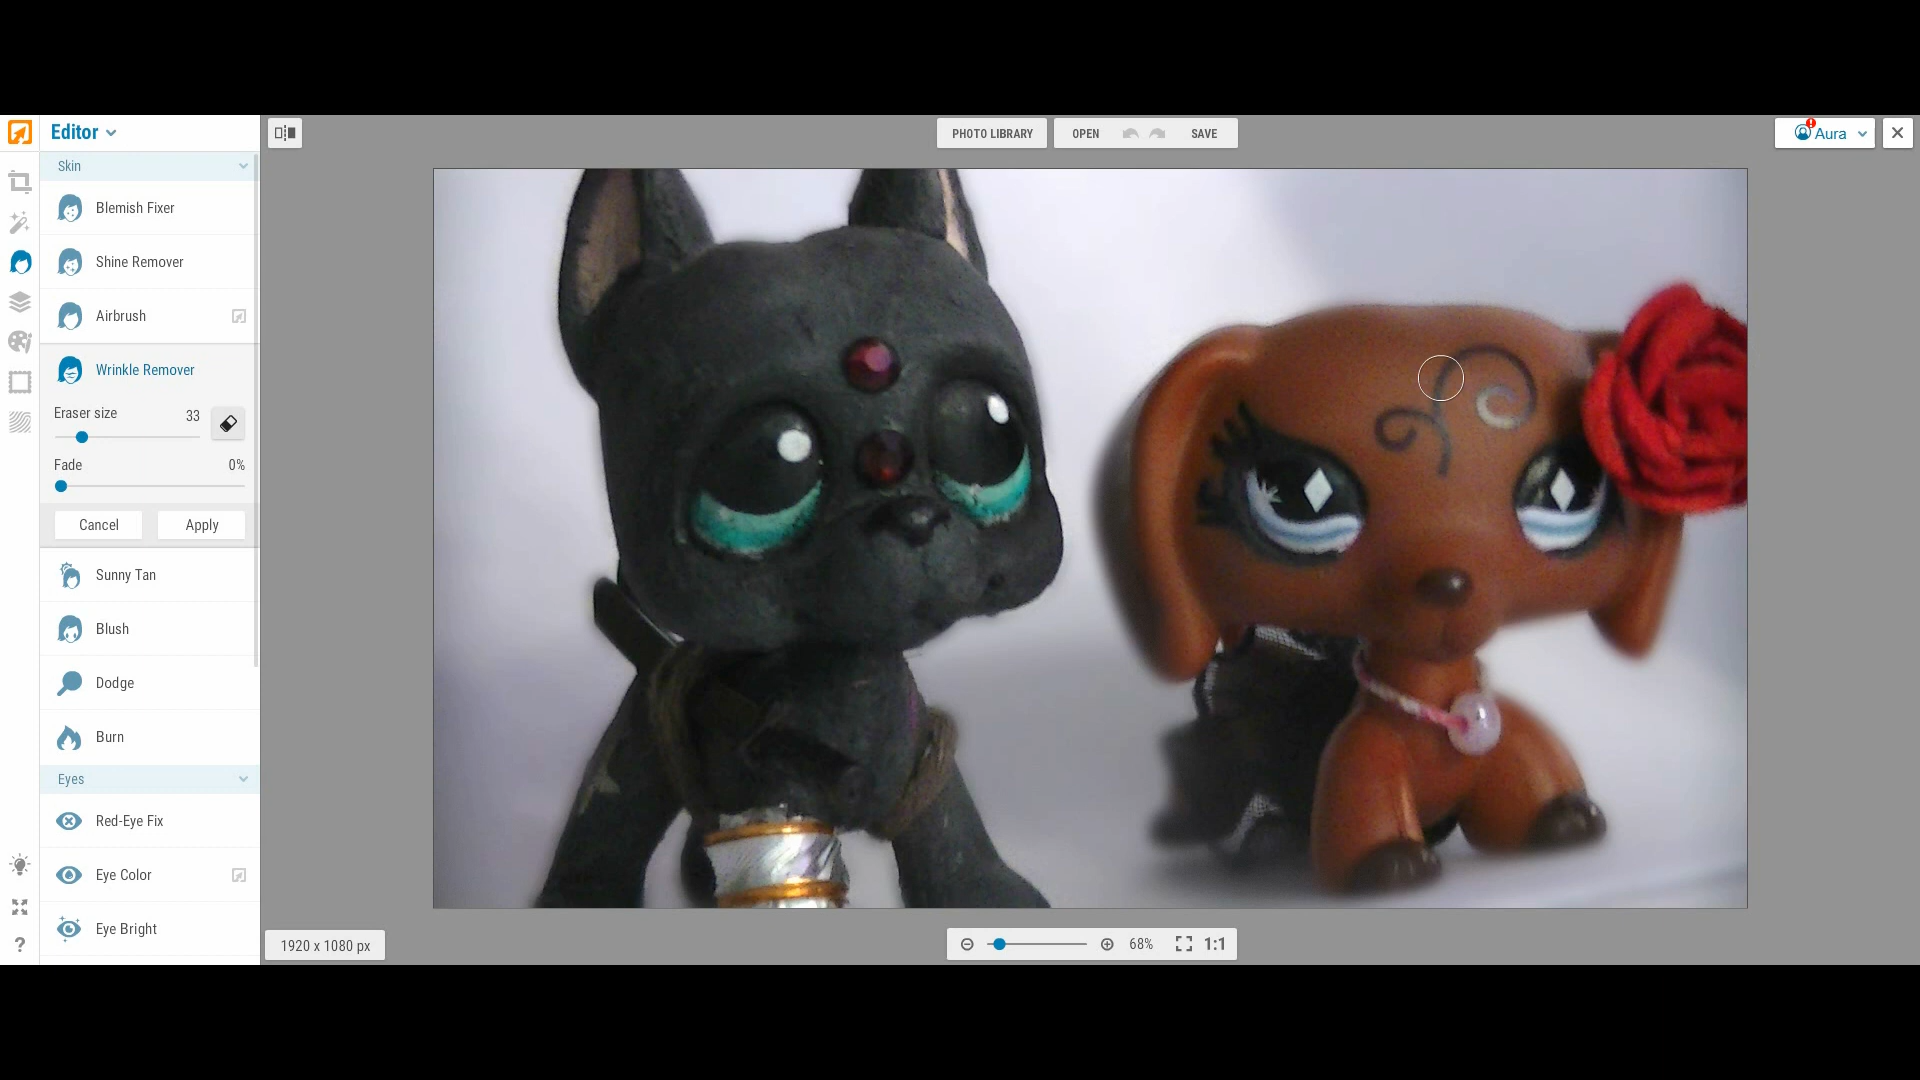 Editor
PHOTO LIBRARY
OPEN
SAVE
Aura
Skin
Blemish Fixer
Shine Remover
Airbrush
Wrinkle Remover
Eraser size
33
Fade
0%
Cancel
Apply
Sunny Tan
Blush
Dodge
Burn
Eyes
Red-Eye Fix
Eye Color
Eye Bright
?
1920 x 1080 px
68%
1:1